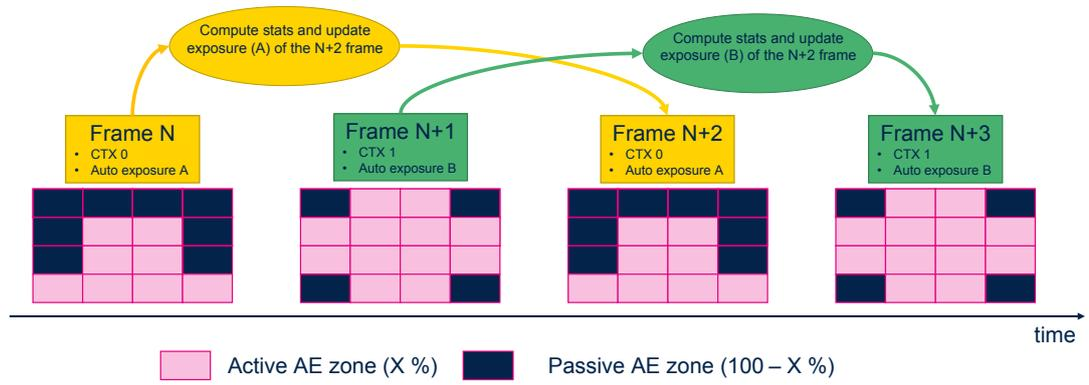 Compute stats and update
exposure (A) of the N+2 frame
Compute stats and update
exposure (B) of the N+2 frame
Frame N
• CTX 0
• Auto exposure A
Frame N+1
• CTX 1
• Auto exposure B
Frame N+2
• CTX 0
• Auto exposure A
Frame N+3
• CTX 1
• Auto exposure B
time
Active AE zone (X %)
Passive AE zone (100 – X %)